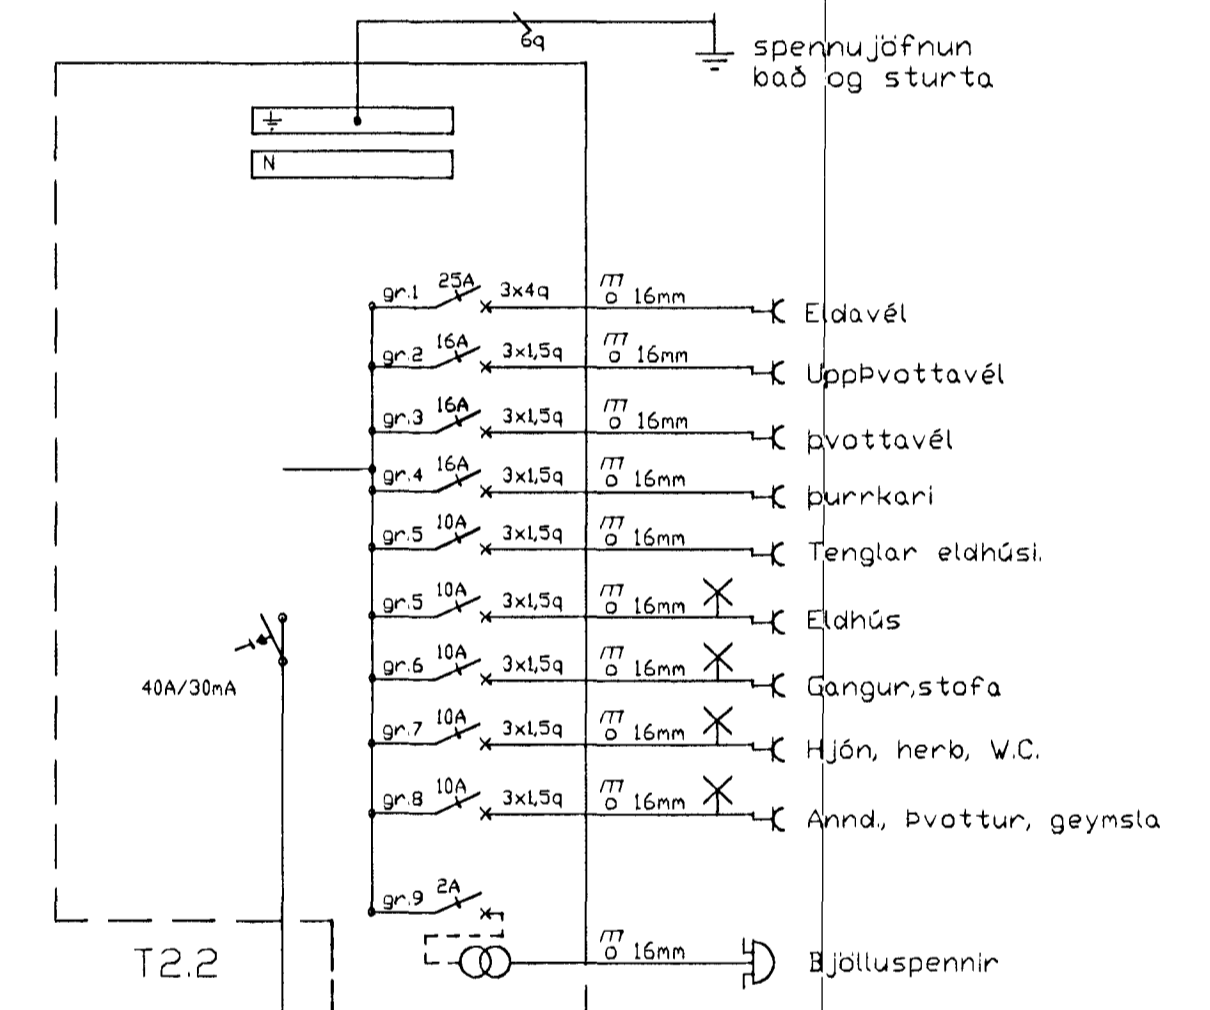 6q
spennujöfnun
bað og sturta
N
gr.1 25A 3x4q 16mm Eldavél
gr.2 16A 3x1,5q 16mm Uppþvottavél
gr.3 16A 3x1,5q 16mm þvottavél
gr.4 16A 3x1,5q 16mm þurrkari
gr.5 10A 3x1,5q 16mm Tenglar eldhúsi.
gr.5 10A 3x1,5q 16mm Eldhús
gr.6 10A 3x1,5q 16mm Gangur,stofa
40A/30mA
gr.7 10A 3x1,5q 16mm Hjón, herb, W.C.
gr.8 10A 3x1,5q 16mm Annd., Þvottur, geymsla
gr.9 2A
T2.2
16mm Bjölluspennir